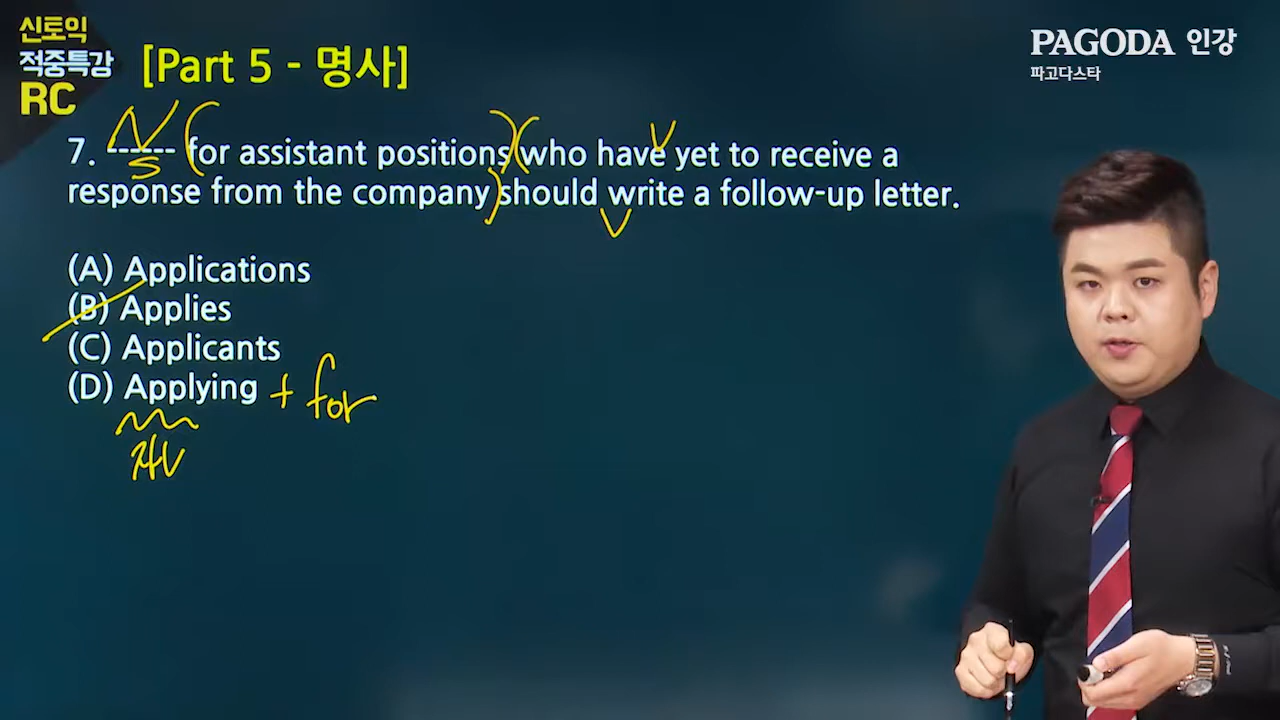 신토익
적중특강
RC
[Part 5 - 명사]
PAGODA 인강
파고다스타
N
S
V
7. ------ for assistant positions who have yet to receive a
response from the company should write a follow-up letter.
V
(A) Applications
(B) Applies
(C) Applicants
(D) Applying + for
자V